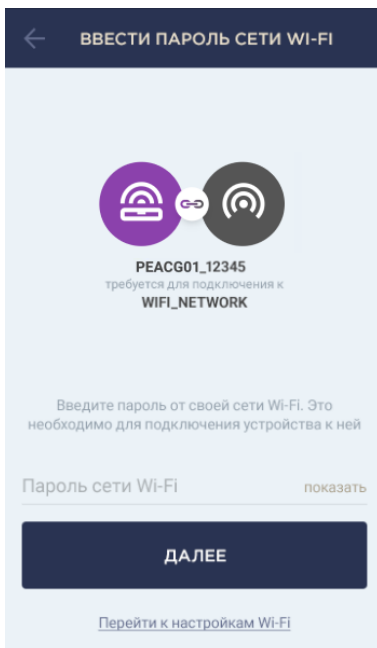 ВВЕСТИ ПАРОЛЬ СЕТИ WI-FI
PEACG01_12345
требуется для подключения к
WIFI_NETWORK
Введите пароль от своей сети Wi-Fi. Это
необходимо для подключения устройства к ней
Пароль сети Wi-Fi показать
ДАЛЕЕ
Перейти к настройкам Wi-Fi